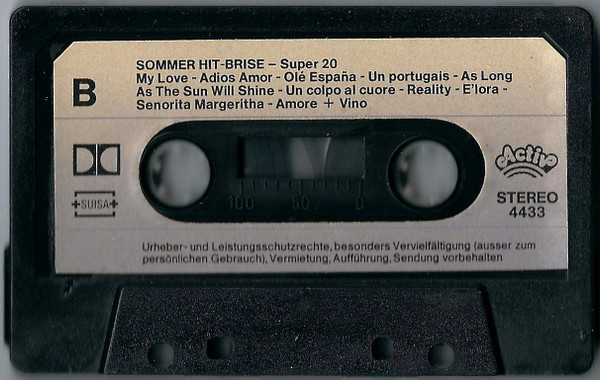 SOMMER HIT-BRISE – Super 20
My Love - Adios Amor - Olé España - Un portugais - As Long
As The Sun Will Shine - Un colpo al cuore - Reality - E'lora -
Senorita Margeritha - Amore + Vino
B
Activ
SUISA
STEREO
4433
100 50 0
Urheber- und Leistungsschutzrechte, besonders Vervielfältigung (ausser zum
persönlichen Gebrauch), Vermietung, Aufführung, Sendung vorbehalten